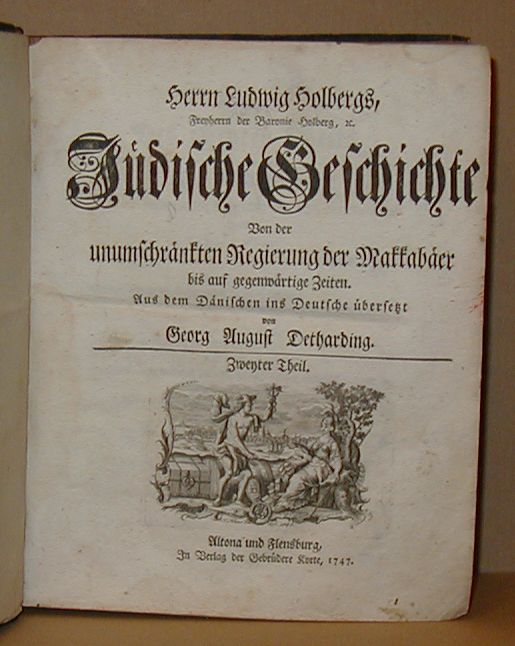 Herrn Ludwig Holbergs,
Freyherrn der Baronie Holberg, ꝛc.
Jüdische Geschichte
Von der
unumschränkten Regierung der Makkabäer
bis auf gegenwärtige Zeiten.
Aus dem Dänischen ins Deutsche übersetzt
von
Georg August Detharding.
Zweyter Theil.
Altona und Flensburg,
In Verlag der Gebrüdere Korte, 1747.